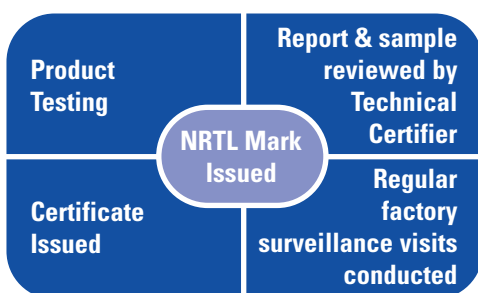 Product
Testing
Report & sample
reviewed by
Technical
Certifier
NRTL Mark
Issued
Certificate
Issued
Regular
factory
surveillance visits
conducted